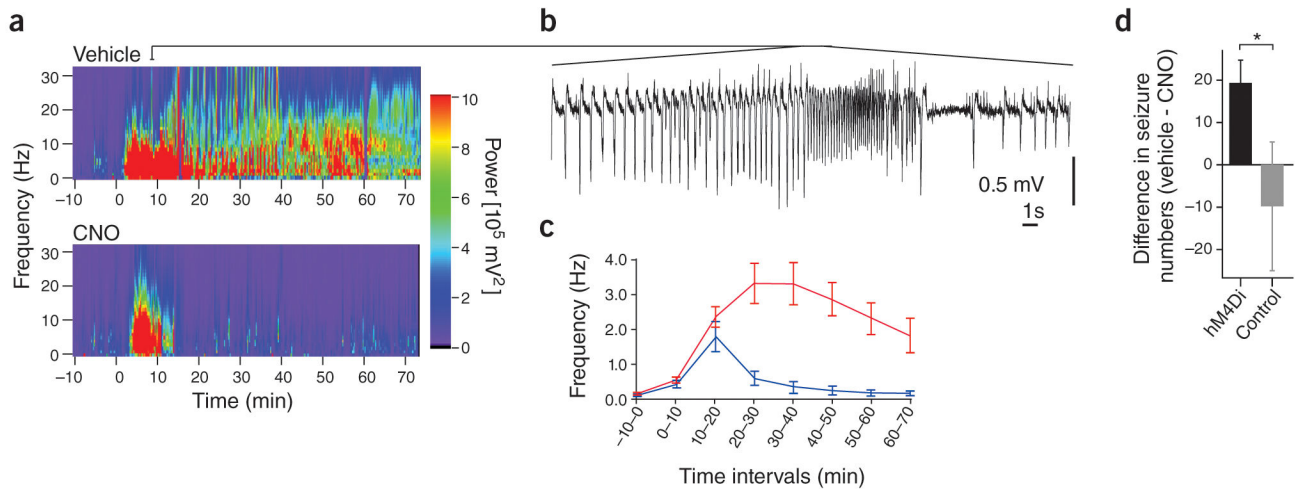 a
Vehicle
30
20
10
0
–10 0 10 20 30 40 50 60 70
CNO
30
20
10
0
–10 0 10 20 30 40 50 60 70
Frequency (Hz)
Time (min)
10
8
6
4
2
0
Power [10⁵ mV²]
b
0.5 mV
1s
c
Frequency (Hz)
4.0
3.0
2.0
1.0
0.0
–10–0
0–10
10–20
20–30
30–40
40–50
50–60
60–70
Time intervals (min)
d
*
Difference in seizure
numbers (vehicle - CNO)
20
10
0
–10
–20
hM4Di
Control